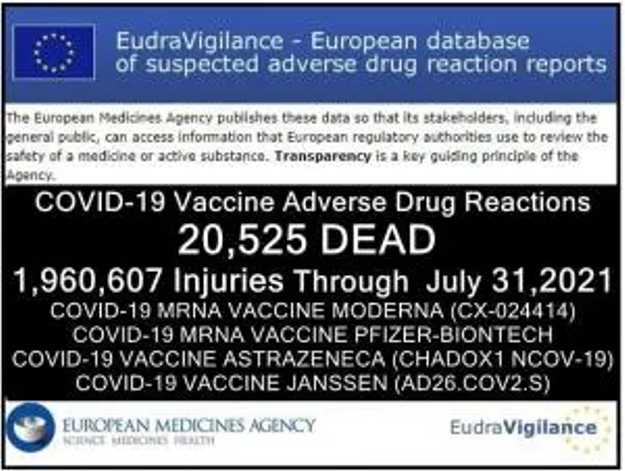 EudraVigilance - European database
of suspected adverse drug reaction reports
The European Medicines Agency publishes these data so that its stakeholders, including the
general public, can access information that European regulatory authorities use to review the
safety of a medicine or active substance. Transparency is a key guiding principle of the
Agency.
COVID-19 Vaccine Adverse Drug Reactions
20,525 DEAD
1,960,607 Injuries Through July 31,2021
COVID-19 MRNA VACCINE MODERNA (CX-024414)
COVID-19 MRNA VACCINE PFIZER-BIONTECH
COVID-19 VACCINE ASTRAZENECA (CHADOX1 NCOV-19)
COVID-19 VACCINE JANSSEN (AD26.COV2.S)
EUROPEAN MEDICINES AGENCY
SCIENCE MEDICINES HEALTH
EudraVigilance